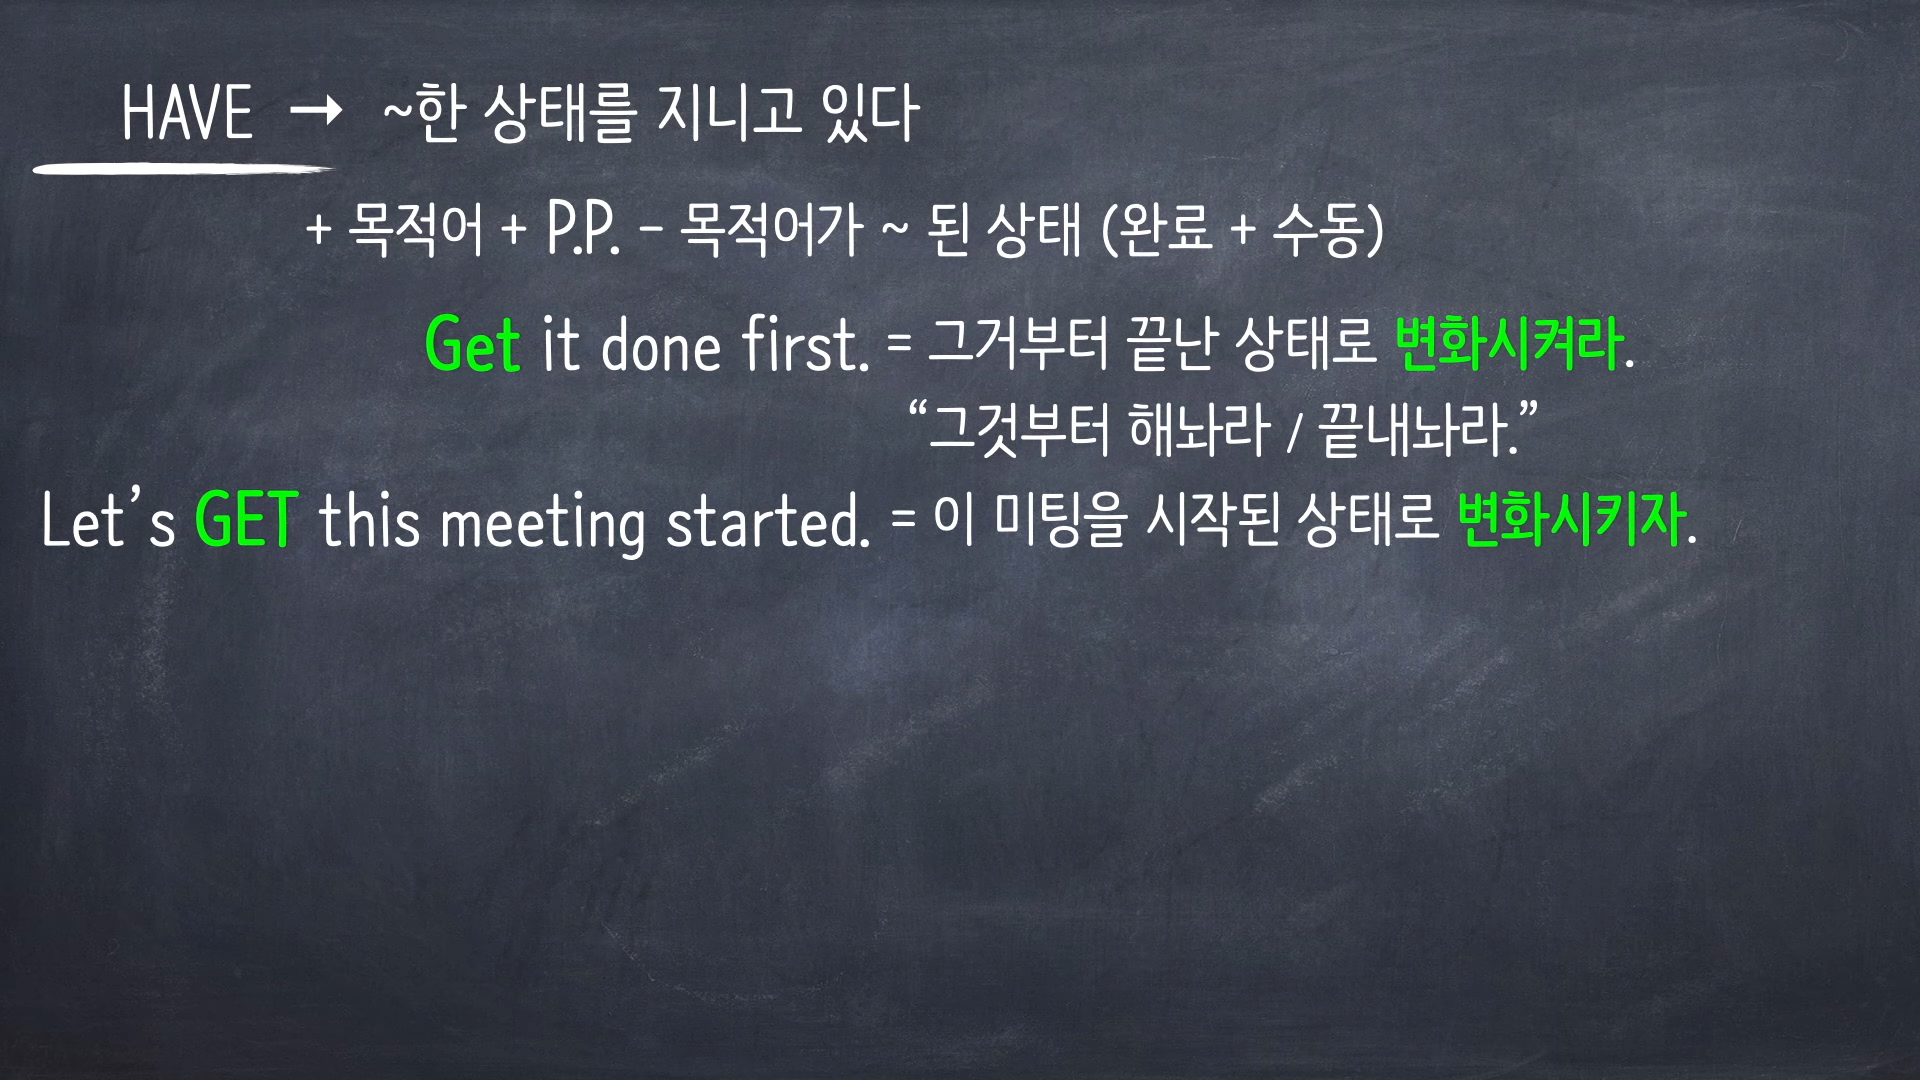 HAVE → ~한 상태를 지니고 있다
+ 목적어 + P.P. - 목적어가 ~ 된 상태 (완료 + 수동)
Get it done first. = 그거부터 끝난 상태로 변화시켜라.
“그것부터 해놔라 / 끝내놔라.”
Let’s GET this meeting started. = 이 미팅을 시작된 상태로 변화시키자.